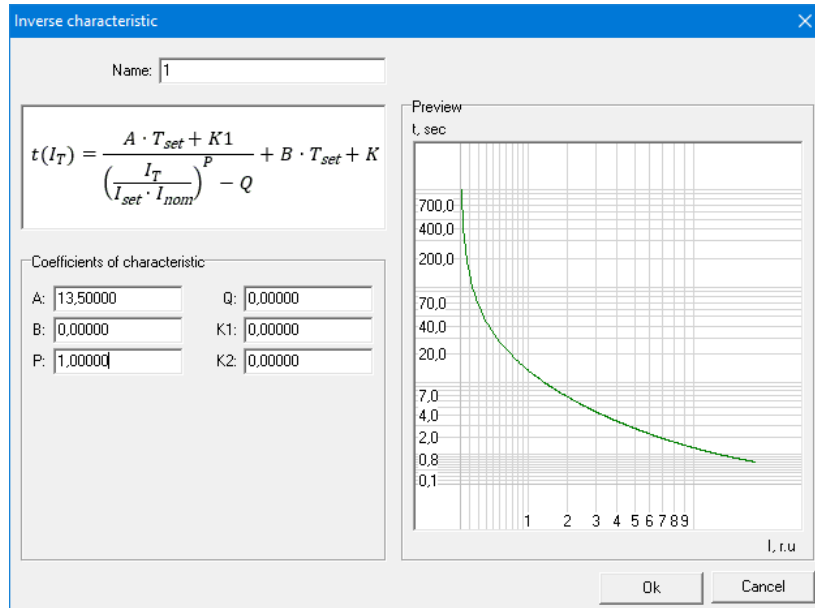 Inverse characteristic
Name: 1
t(I_T) = (A · T_set + K1) / ((I_T / (I_set · I_nom))^P − Q) + B · T_set + K
Coefficients of characteristic
A: 13,50000 Q: 0,00000
B: 0,00000 K1: 0,00000
P: 1,00000 K2: 0,00000
Preview
t, sec
700,0
400,0
200,0
70,0
40,0
20,0
7,0
4,0
2,0
0,8
0,1
1 2 3 4 5 6 7 8 9
I, r.u
Ok Cancel